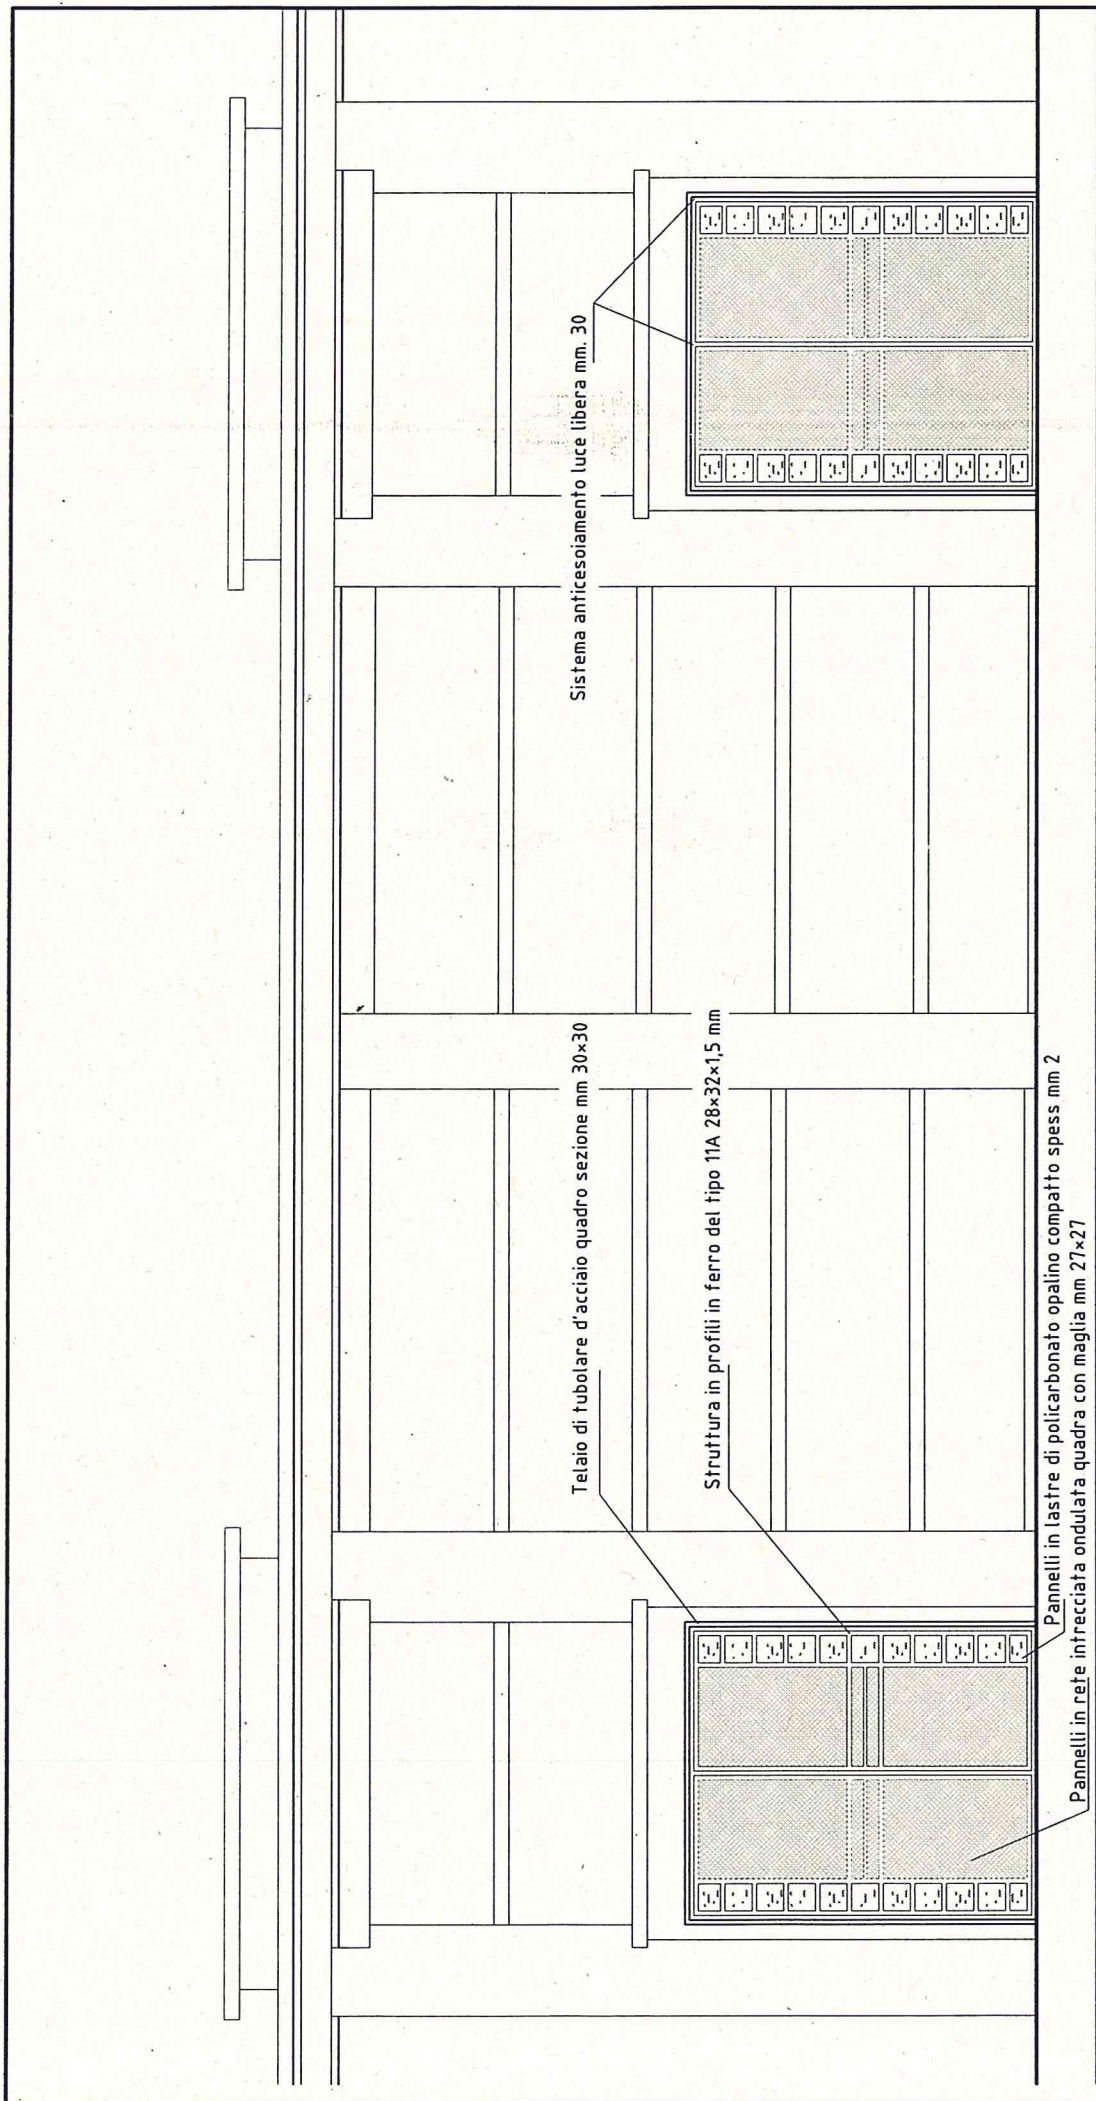 Sistema anticesoiamento luce libera mm. 30
Telaio di tubolare d'acciaio quadro sezione mm 30×30
Struttura in profili in ferro del tipo 11A 28×32×1,5 mm
Pannelli in lastre di policarbonato opalino compatto spess mm 2
Pannelli in rete intrecciata ondulata quadra con maglia mm 27×27